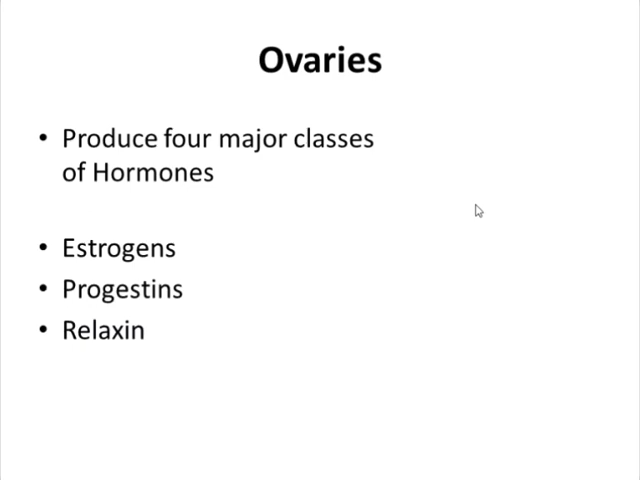 Ovaries
• Produce four major classes
of Hormones
• Estrogens
• Progestins
• Relaxin